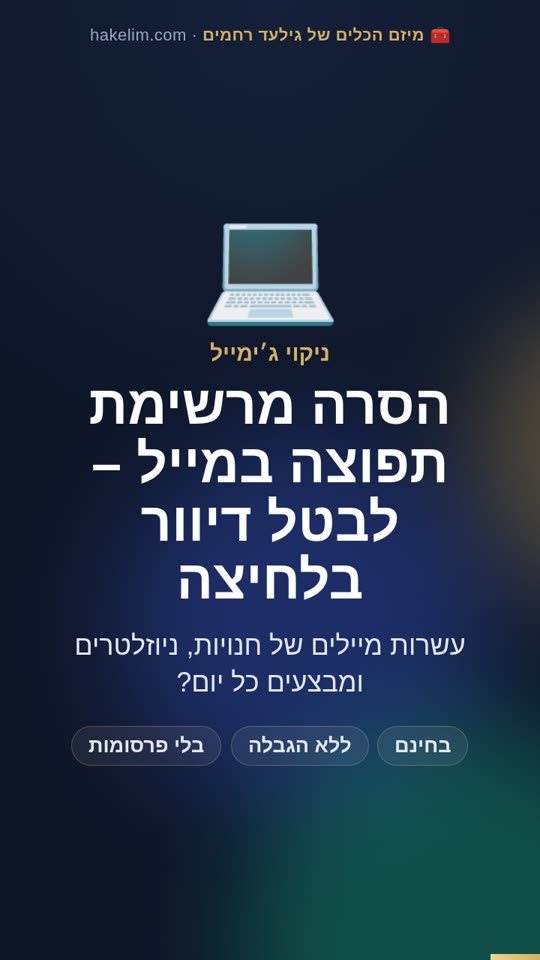 🧰 מיזם הכלים של גילעד רחמים · hakelim.com
ניקוי ג׳ימייל
הסרה מרשימת
תפוצה במייל –
לבטל דיוור
בלחיצה
עשרות מיילים של חנויות, ניוזלטרים
ומבצעים כל יום?
בחינם
ללא הגבלה
בלי פרסומות